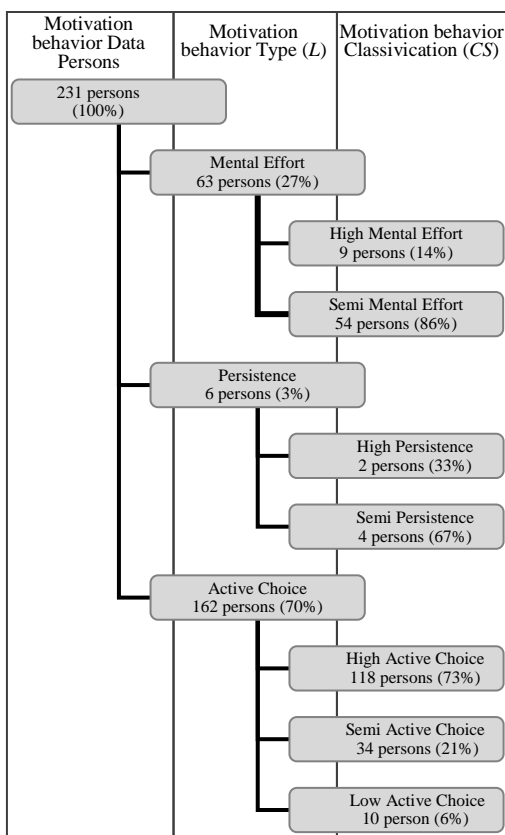 Motivation
behavior Data
Persons
Motivation
behavior Type (L)
Motivation behavior
Classivication (CS)
231 persons
(100%)
Mental Effort
63 persons (27%)
High Mental Effort
9 persons (14%)
Semi Mental Effort
54 persons (86%)
Persistence
6 persons (3%)
High Persistence
2 persons (33%)
Semi Persistence
4 persons (67%)
Active Choice
162 persons (70%)
High Active Choice
118 persons (73%)
Semi Active Choice
34 persons (21%)
Low Active Choice
10 person (6%)